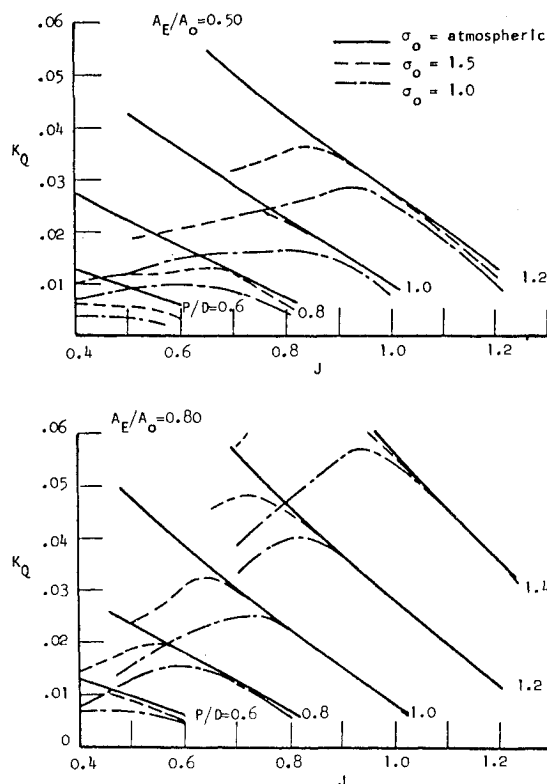 A_E/A_o=0.50
σ_o = atmospheric
σ_o = 1.5
σ_o = 1.0
.06
.05
.04
K_Q
.03
.02
.01
P/D=0.6
0.8
1.0
1.2
0.4
0.6
0.8
1.0
1.2
J
A_E/A_o=0.80
.06
.05
.04
K_Q
.03
.02
.01
0
P/D=0.6
0.8
1.0
1.2
1.4
0.4
0.6
0.8
1.0
1.2
J